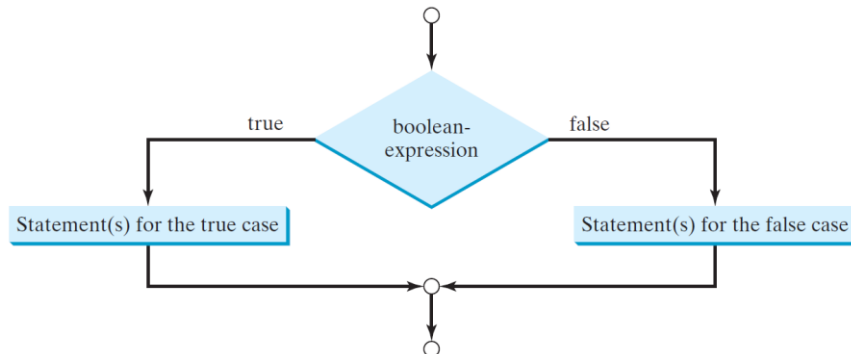 true
boolean-
expression
false
Statement(s) for the true case
Statement(s) for the false case